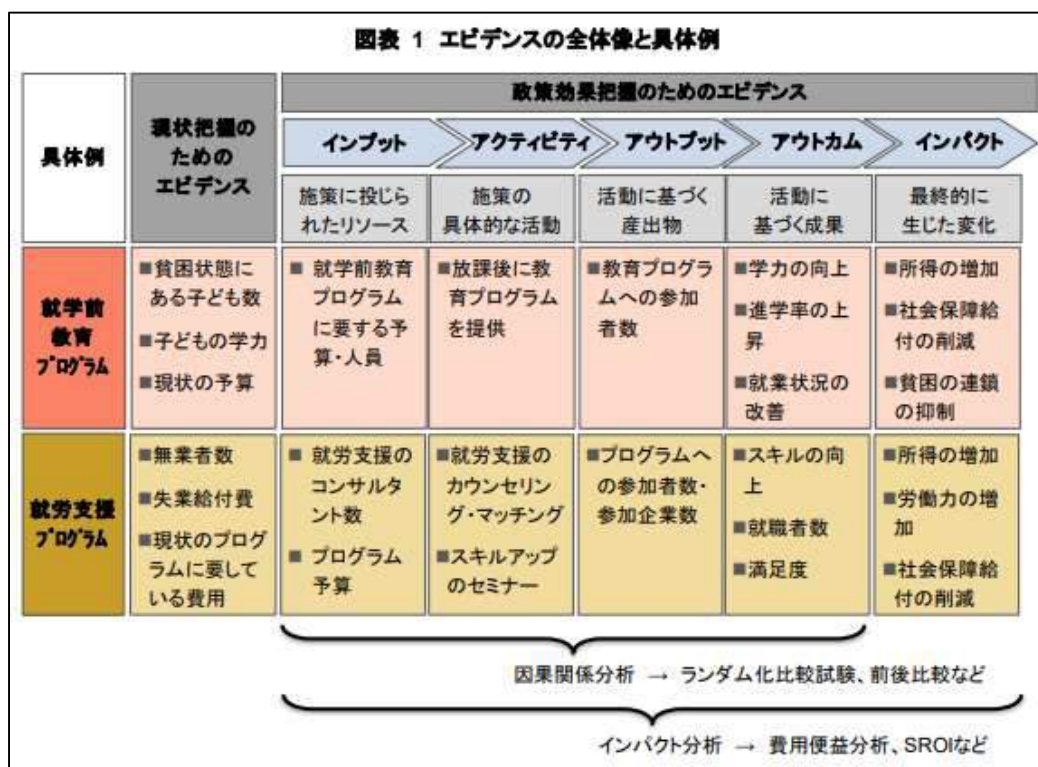 図表 1 エビデンスの全体像と具体例
具体例
現状把握の
ための
エビデンス
政策効果把握のためのエビデンス
インプット
アクティビティ
アウトプット
アウトカム
インパクト
施策に投じら
れたリソース
施策の
具体的な活動
活動に基づく
産出物
活動に
基づく成果
最終的に
生じた変化
就学前
教育
プログラム
■貧困状態に
ある子ども数
■子どもの学力
■現状の予算
■ 就学前教育
プログラム
に要する予
算・人員
■放課後に教
育プログラム
を提供
■教育プログラ
ムへの参加
者数
■学力の向上
■進学率の上
昇
■就業状況の
改善
■所得の増加
■社会保障給
付の削減
■貧困の連鎖
の抑制
就労支援
プログラム
■無業者数
■失業給付費
■現状のプログ
ラムに要して
いる費用
■ 就労支援の
コンサルタ
ント数
■ プログラム
予算
■就労支援の
カウンセリン
グ・マッチング
■スキルアップ
のセミナー
■プログラムへ
の参加者数・
参加企業数
■スキルの向
上
■就職者数
■満足度
■所得の増加
■労働力の増
加
■社会保障給
付の削減
因果関係分析 → ランダム化比較試験、前後比較など
インパクト分析 → 費用便益分析、SROIなど